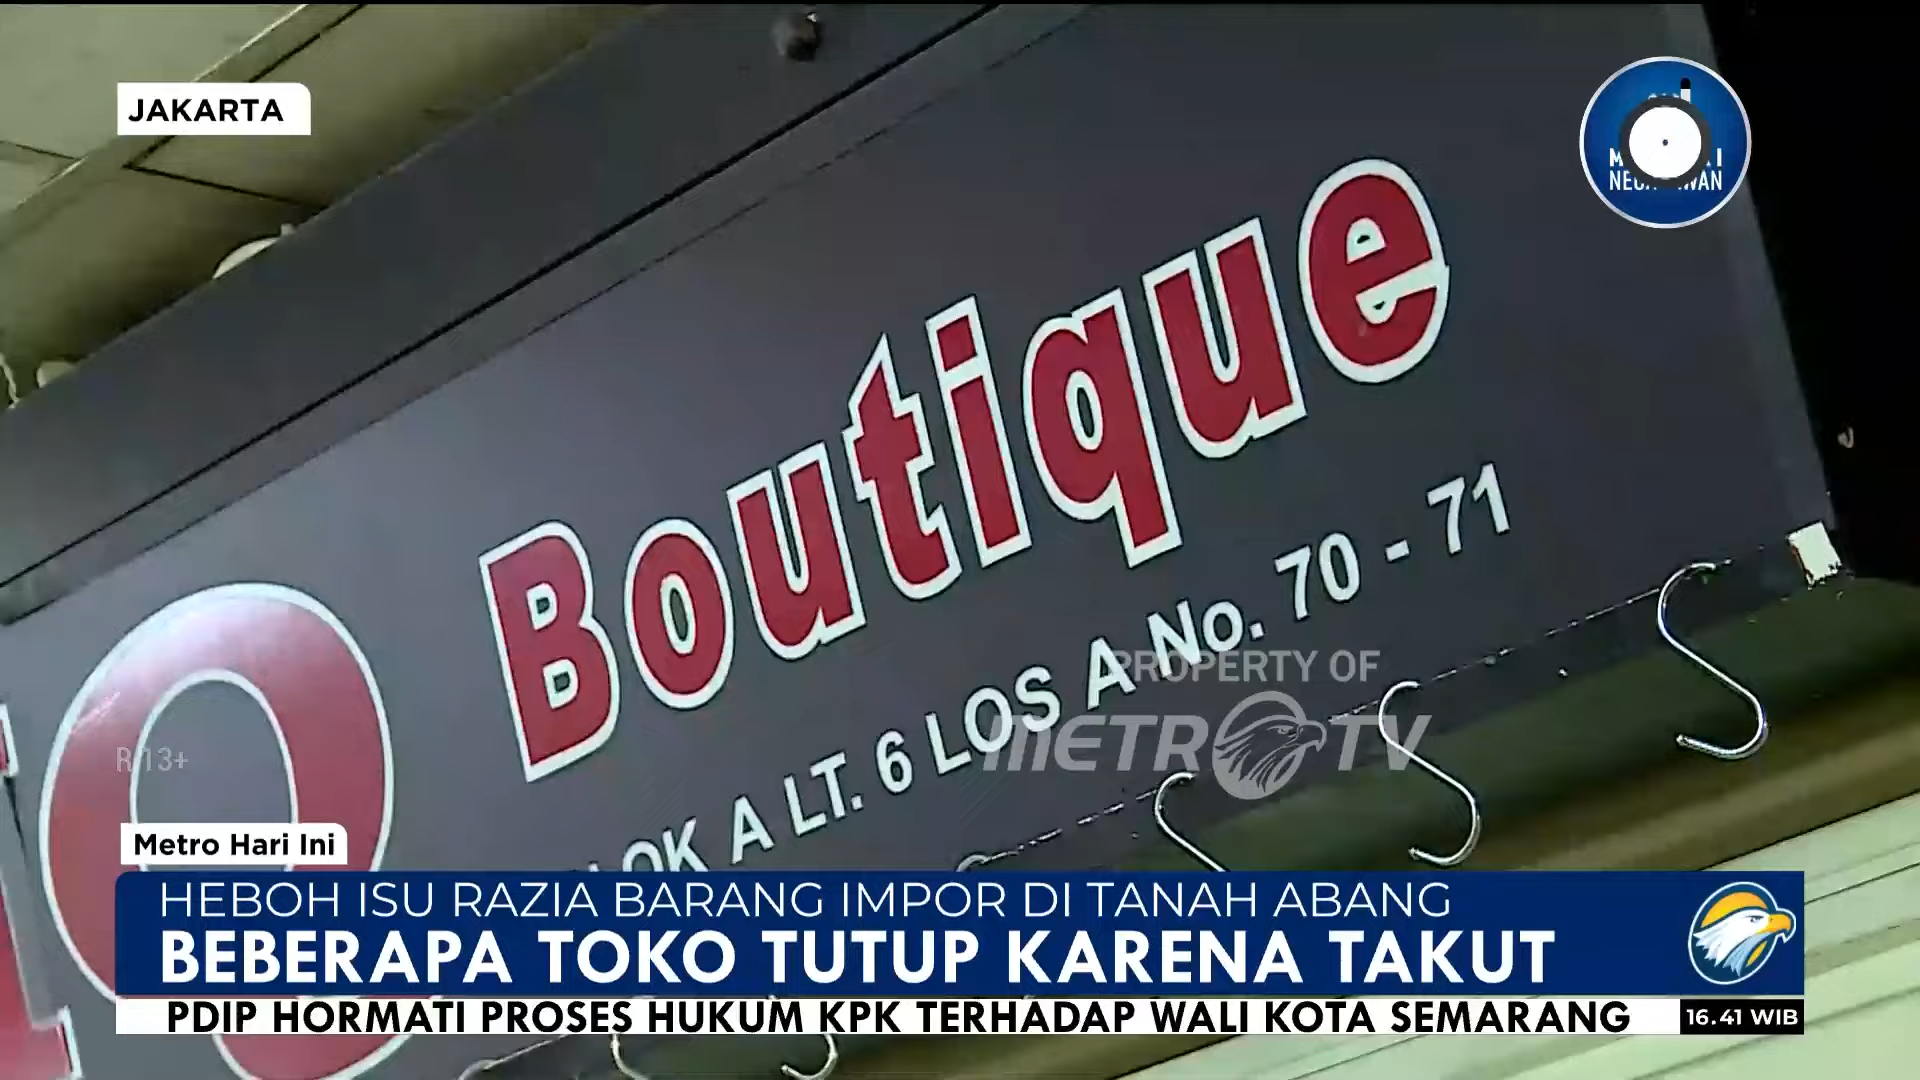 JAKARTA
Boutique
LOK A LT. 6 LOS A No. 70 - 71
PROPERTY OF
METRO TV
R 13+
Metro Hari Ini
HEBOH ISU RAZIA BARANG IMPOR DI TANAH ABANG
BEBERAPA TOKO TUTUP KARENA TAKUT
PDIP HORMATI PROSES HUKUM KPK TERHADAP WALI KOTA SEMARANG
16.41 WIB